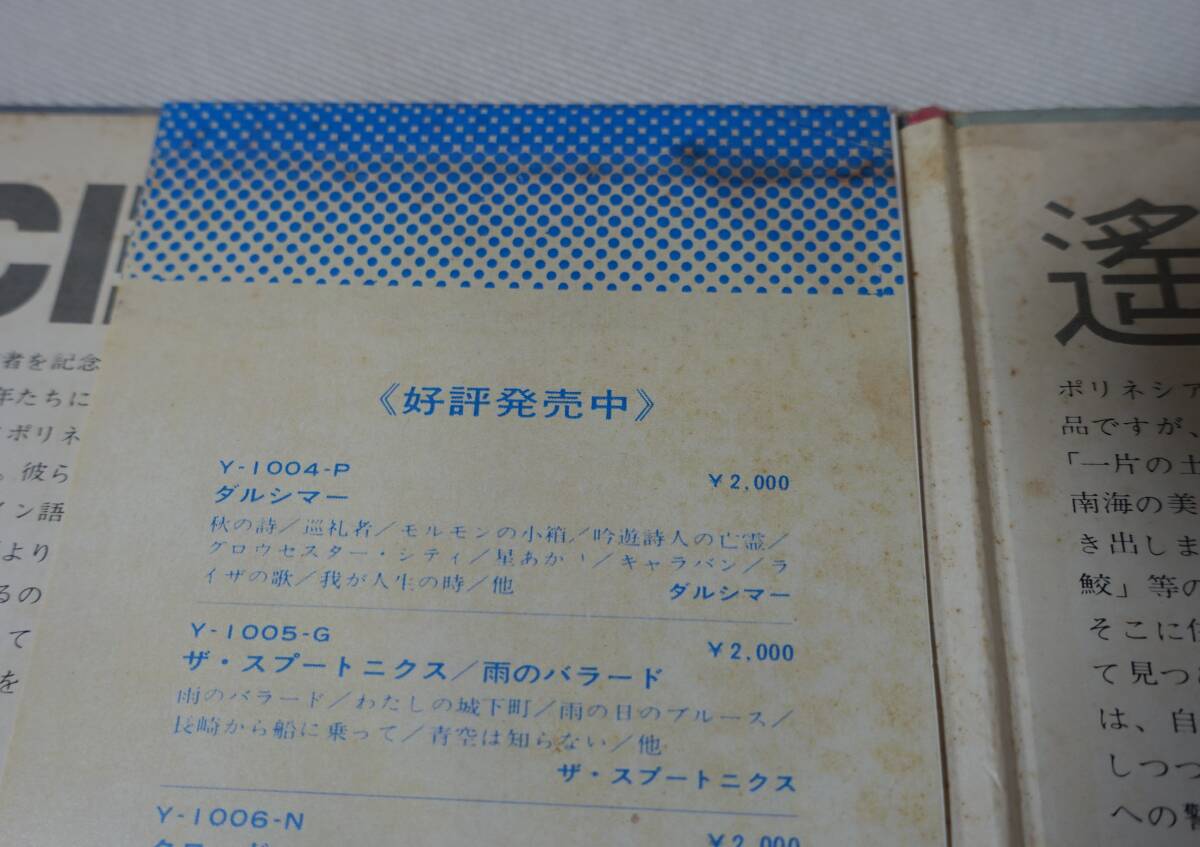 CI
者を記念
年たちに
ポリネ
。彼ら
イン語
より
るの
て
を
《好評発売中》
Y-1004-P ¥2,000
ダルシマー
秋の詩/巡礼者/モルモンの小箱/吟遊詩人の亡霊/
グロウセスター・シティ/星あか/キャラバン/ラ
イザの歌/我が人生の時/他 ダルシマー
Y-1005-G ¥2,000
ザ・スプートニクス/雨のバラード
雨のバラード/わたしの城下町/雨の日のブルース/
長崎から船に乗って/青空は知らない/他
ザ・スプートニクス
Y-1006-N ¥2,000
遙
ポリネシア
品ですが、
「一片の土
南海の美
き出しま
鮫」等の
そこに
て見つ
は、自
しつつ
への